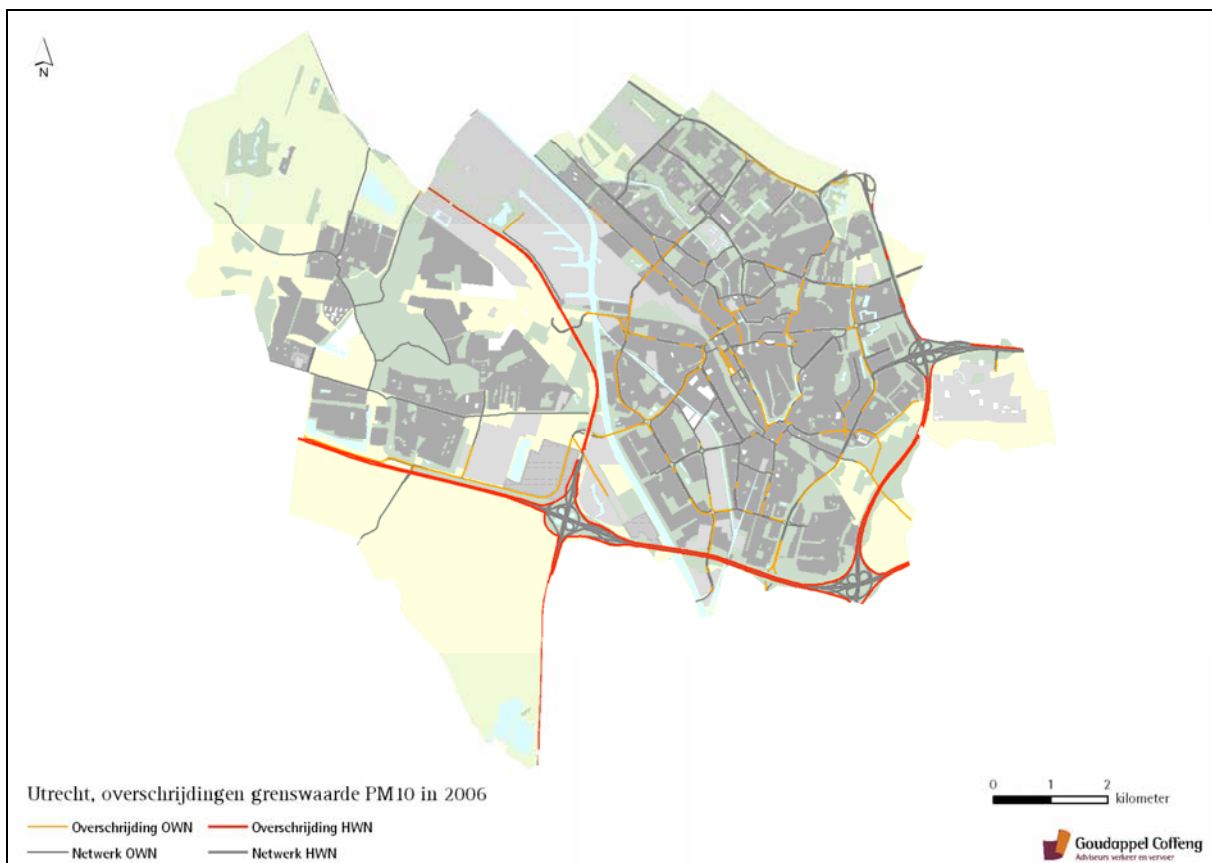 N
Utrecht, overschrijdingen grenswaarde PM10 in 2006
Overschrijding OWN
Overschrijding HWN
Netwerk OWN
Netwerk HWN
0 1 2
kilometer
Goudappel Coffeng
Adviseurs verkeer en vervoer